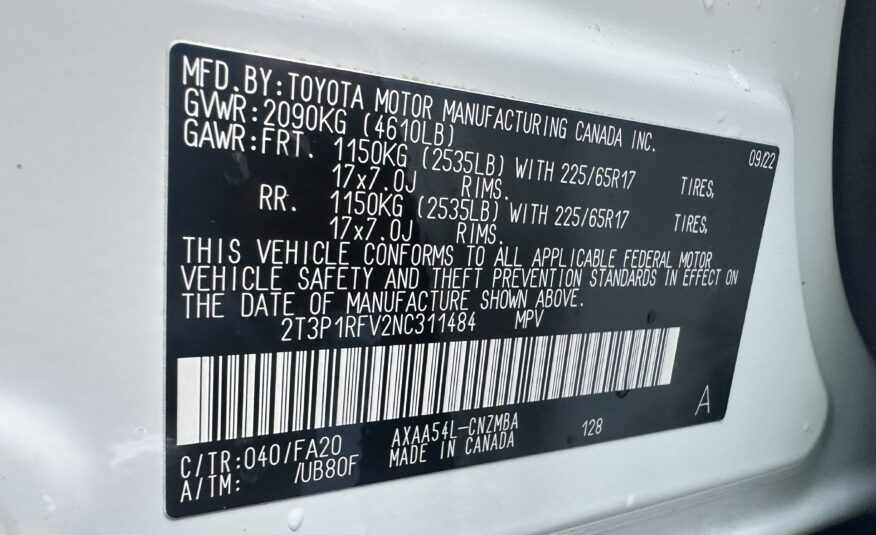 MFD. BY: TOYOTA MOTOR MANUFACTURING CANADA INC.
09/22
GVWR: 2090KG (4610LB)
GAWR: FRT. 1150KG (2535LB) WITH 225/65R17 TIRES,
17x7.0J RIMS.
RR. 1150KG (2535LB) WITH 225/65R17 TIRES,
17x7.0J RIMS.
THIS VEHICLE CONFORMS TO ALL APPLICABLE FEDERAL MOTOR
VEHICLE SAFETY AND THEFT PREVENTION STANDARDS IN EFFECT ON
THE DATE OF MANUFACTURE SHOWN ABOVE.
2T3P1RFV2NC311484 MPV
A
C/TR: 040/FA20 AXAA54L-CNZMBA 128
A/TM: /UB80F MADE IN CANADA